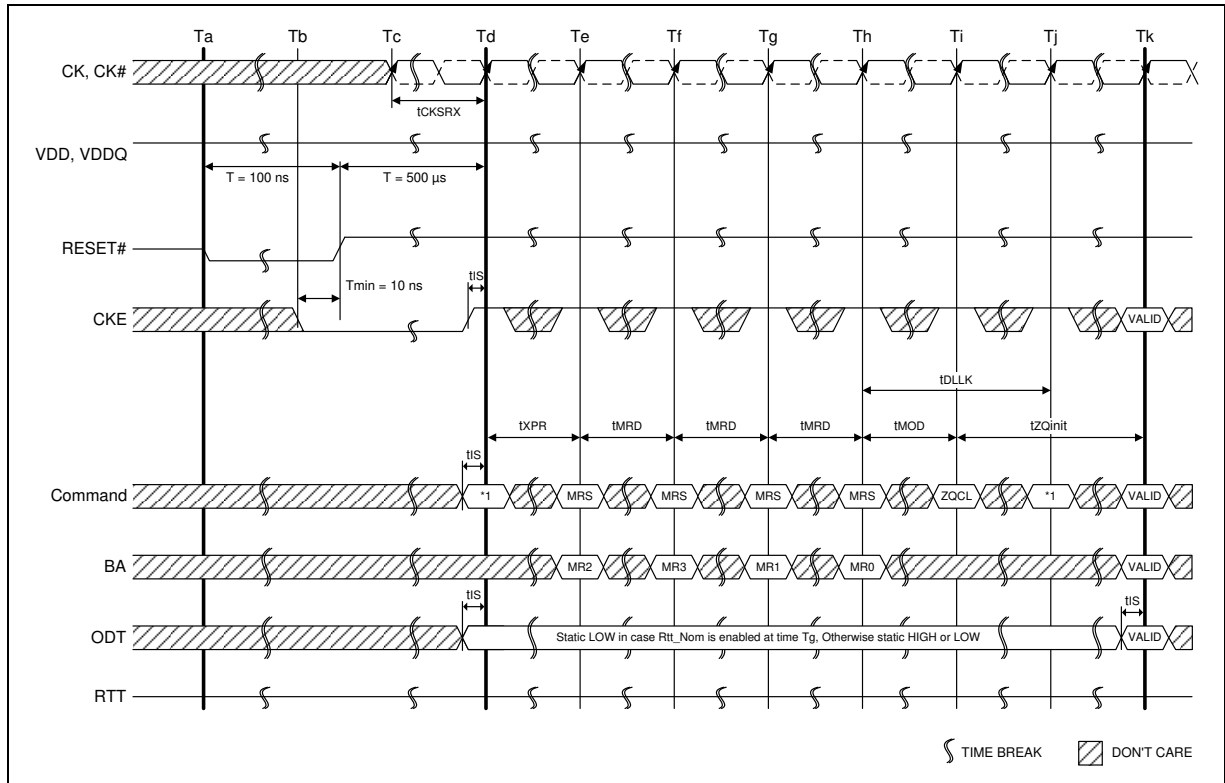 Ta Tb Tc Td Te Tf Tg Th Ti Tj Tk
CK, CK#
tCKSRX
VDD, VDDQ
T = 100 ns T = 500 µs
RESET#
Tmin = 10 ns tIS
CKE VALID
tDLLK
tXPR tMRD tMRD tMRD tMOD tZQinit
tIS
Command *1 MRS MRS MRS MRS ZQCL *1 VALID
BA MR2 MR3 MR1 MR0 VALID
tIS tIS
ODT Static LOW in case Rtt_Nom is enabled at time Tg, Otherwise static HIGH or LOW VALID
RTT
TIME BREAK DON'T CARE